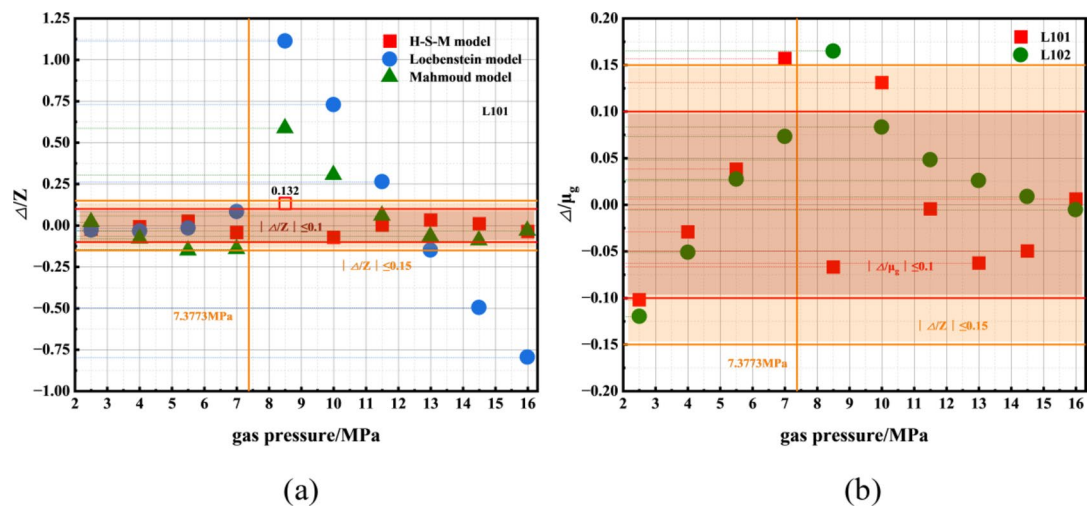 1.25
1.00
0.75
0.50
0.25
0.00
−0.25
−0.50
−0.75
−1.00
Δ/Z
H-S-M model
Loebenstein model
Mahmoud model
L101
0.132
| Δ/Z | ≤0.1
| Δ/Z | ≤0.15
7.3773MPa
2 3 4 5 6 7 8 9 10 11 12 13 14 15 16
gas pressure/MPa
(a)
0.20
0.15
0.10
0.05
0.00
−0.05
−0.10
−0.15
−0.20
Δ/μg
L101
L102
| Δ/μg | ≤0.1
| Δ/Z | ≤0.15
7.3773MPa
2 3 4 5 6 7 8 9 10 11 12 13 14 15 16
gas pressure/MPa
(b)